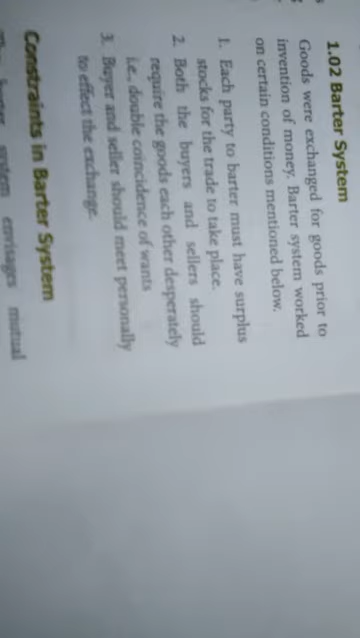 1.02 Barter System
Goods were exchanged for goods prior to
invention of money. Barter system worked
on certain conditions mentioned below.
1. Each party to barter must have surplus
stocks for the trade to take place.
2. Both the buyers and sellers should
require the goods each other desperately
i.e., double coincidence of wants
3. Buyer and seller should meet personally
to effect the exchange.
Constraints in Barter System
system envisages mutual